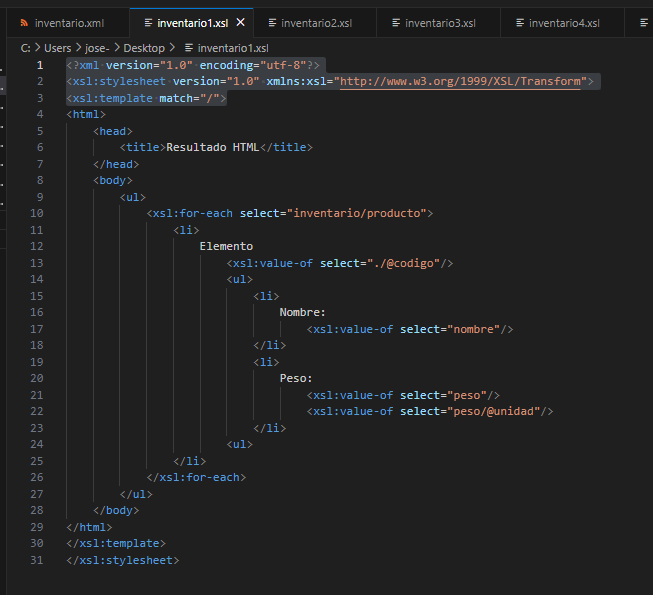 inventario.xml inventario1.xsl inventario2.xsl inventario3.xsl inventario4.xsl
C: > Users > jose- > Desktop > inventario1.xsl
1 <?xml version="1.0" encoding="utf-8"?>
2 <xsl:stylesheet version="1.0" xmlns:xsl="http://www.w3.org/1999/XSL/Transform">
3 <xsl:template match="/">
4 <html>
5 <head>
6 <title>Resultado HTML</title>
7 </head>
8 <body>
9 <ul>
10 <xsl:for-each select="inventario/producto">
11 <li>
12 Elemento
13 <xsl:value-of select="./@codigo"/>
14 <ul>
15 <li>
16 Nombre:
17 <xsl:value-of select="nombre"/>
18 </li>
19 <li>
20 Peso:
21 <xsl:value-of select="peso"/>
22 <xsl:value-of select="peso/@unidad"/>
23 </li>
24 <ul>
25 </li>
26 </xsl:for-each>
27 </ul>
28 </body>
29 </html>
30 </xsl:template>
31 </xsl:stylesheet>